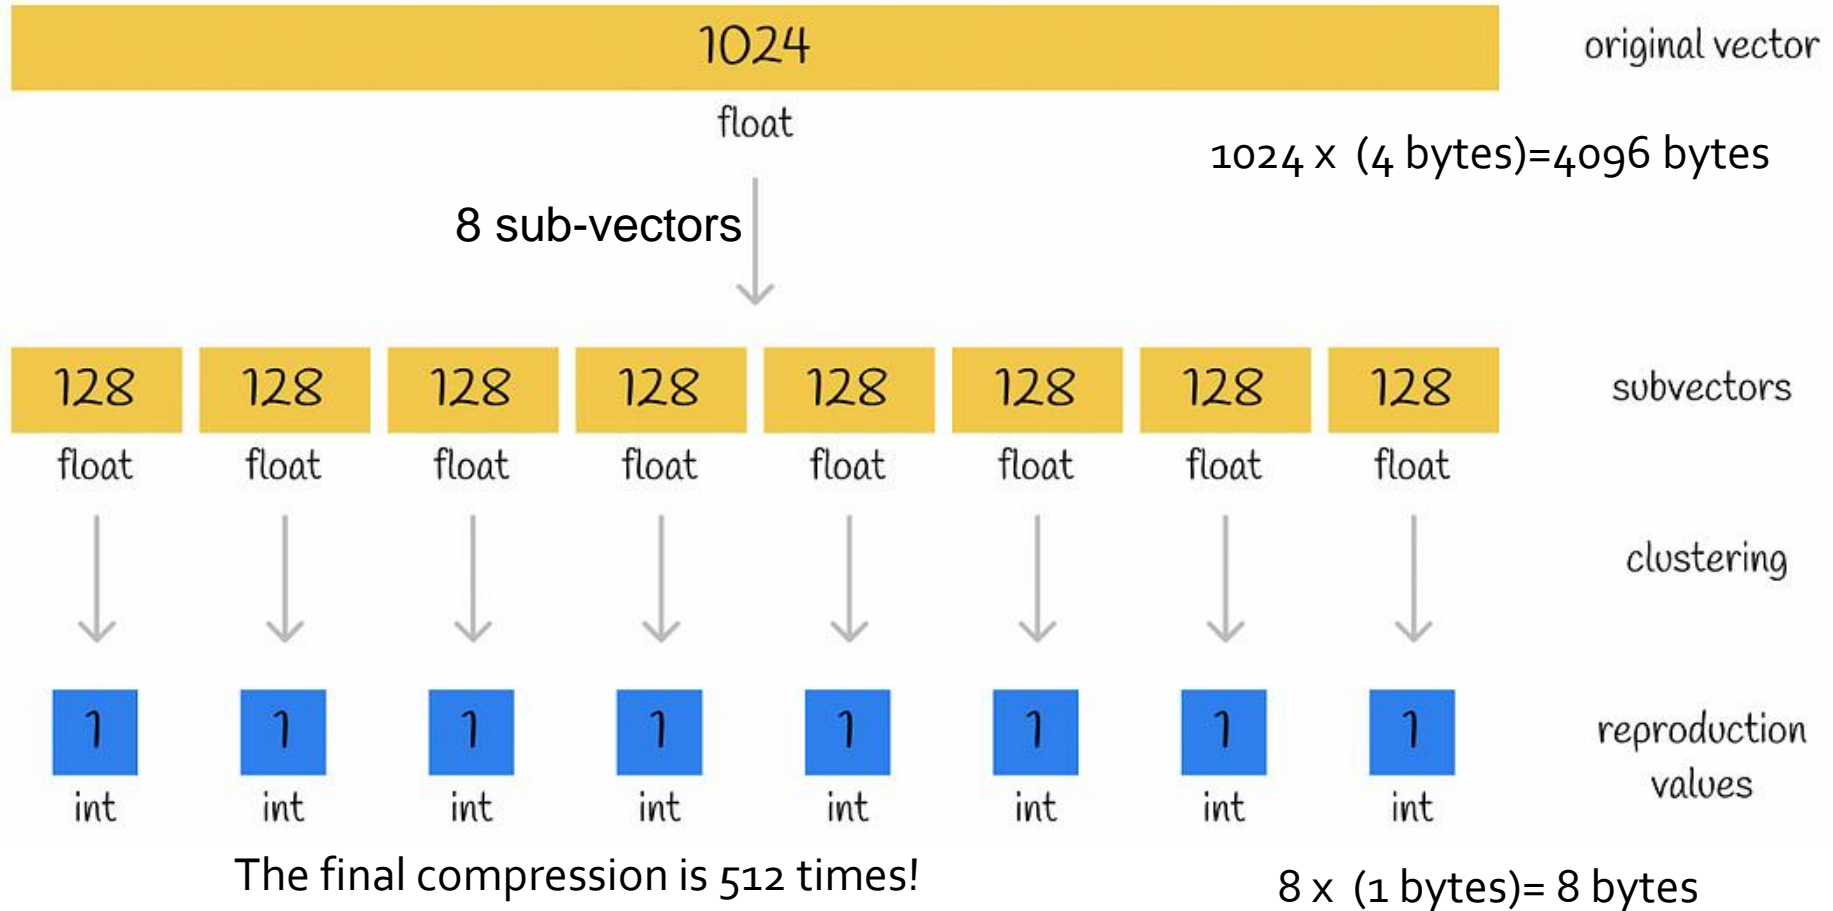 1024
original vector
float
1024 x (4 bytes)=4096 bytes
8 sub-vectors
128 128 128 128 128 128 128 128
subvectors
float float float float float float float float
clustering
1 1 1 1 1 1 1 1
reproduction
values
int int int int int int int int
The final compression is 512 times!
8 x (1 bytes)= 8 bytes